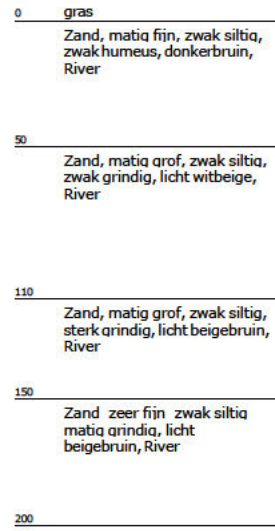 0 gras
Zand, matig fijn, zwak siltig,
zwak humeus, donkerbruin,
River
50
Zand, matig grof, zwak siltig,
zwak grindig, licht witbeige,
River
110
Zand, matig grof, zwak siltig,
sterk grindig, licht beigebruin,
River
150
Zand zeer fijn zwak siltig
matig grindig, licht
beigebruin, River
200